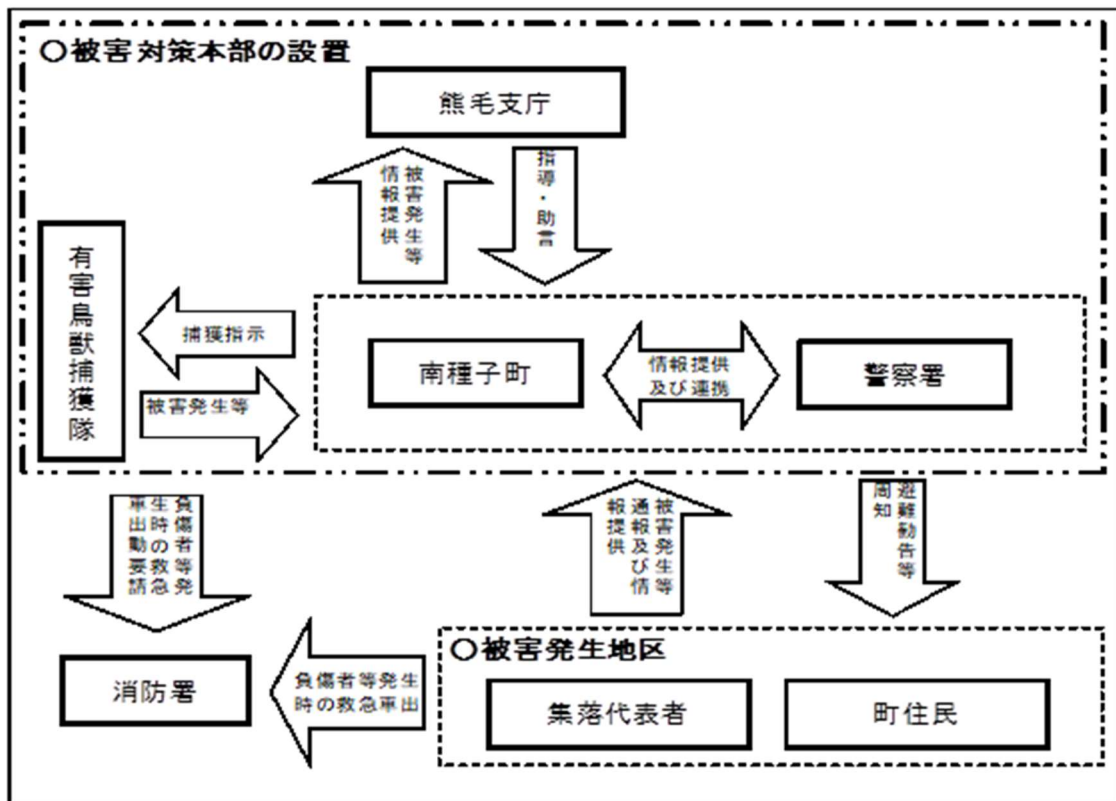 〇被害対策本部の設置
熊毛支庁
被害発生等
情報提供
指導・助言
有害鳥獣捕獲隊
捕獲指示
被害発生等
南種子町
情報提供
及び連携
警察署
負傷者等発
生時の救急
車出動要請
被害発生等
通報及び情
報提供
避難勧告等
周知
消防署
負傷者等発生
時の救急車出
〇被害発生地区
集落代表者
町住民